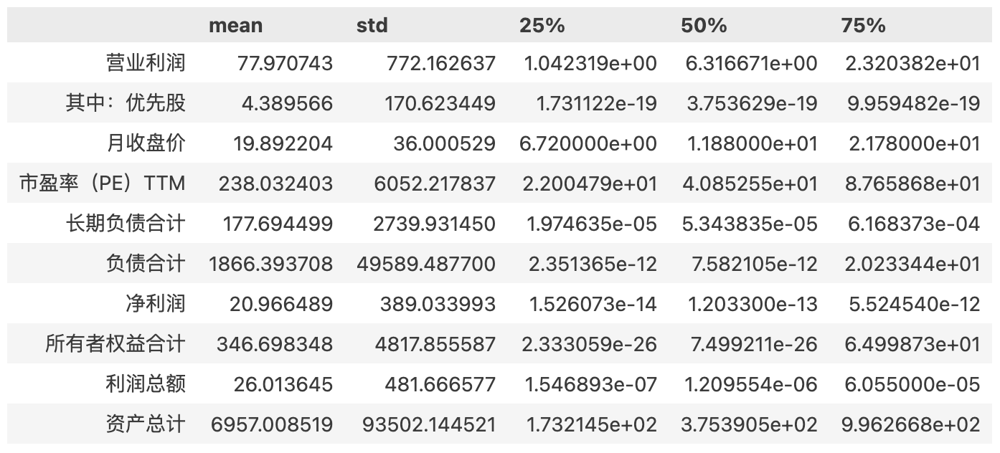 mean std 25% 50% 75%
营业利润 77.970743 772.162637 1.042319e+00 6.316671e+00 2.320382e+01
其中：优先股 4.389566 170.623449 1.731122e-19 3.753629e-19 9.959482e-19
月收盘价 19.892204 36.000529 6.720000e+00 1.188000e+01 2.178000e+01
市盈率（PE）TTM 238.032403 6052.217837 2.200479e+01 4.085255e+01 8.765868e+01
长期负债合计 177.694499 2739.931450 1.974635e-05 5.343835e-05 6.168373e-04
负债合计 1866.393708 49589.487700 2.351365e-12 7.582105e-12 2.023344e+01
净利润 20.966489 389.033993 1.526073e-14 1.203300e-13 5.524540e-12
所有者权益合计 346.698348 4817.855587 2.333059e-26 7.499211e-26 6.499873e+01
利润总额 26.013645 481.666577 1.546893e-07 1.209554e-06 6.055000e-05
资产总计 6957.008519 93502.144521 1.732145e+02 3.753905e+02 9.962668e+02